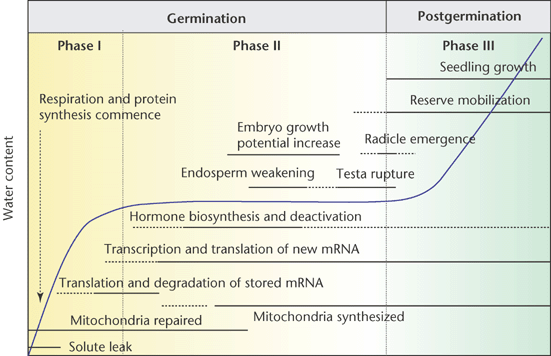 Germination
Postgermination
Phase I
Phase II
Phase III
Seedling growth
Respiration and protein
synthesis commence
Reserve mobilization
Embryo growth
potential increase
Radicle emergence
Endosperm weakening
Testa rupture
Water content
Hormone biosynthesis and deactivation
Transcription and translation of new mRNA
Translation and degradation of stored mRNA
Mitochondria repaired
Mitochondria synthesized
Solute leak